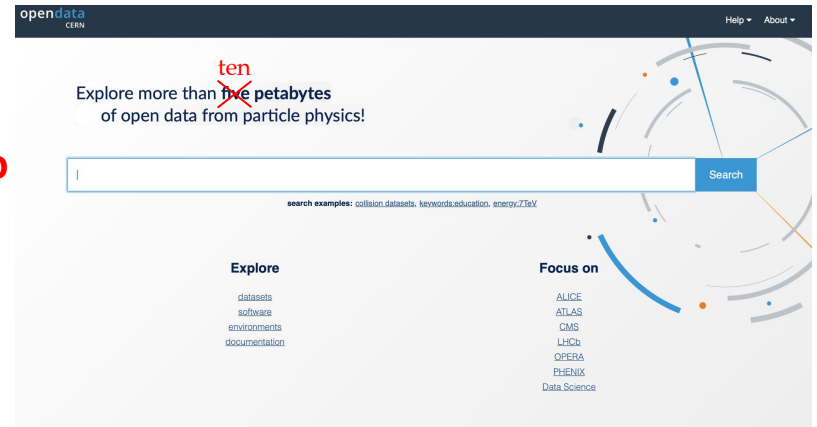 opendata
CERN
Help
About
ten
Explore more than five petabytes
of open data from particle physics!
Search
search examples: collision datasets, keywords:education, energy:7TeV
Explore
Focus on
datasets
software
environments
documentation
ALICE
ATLAS
CMS
LHCb
OPERA
PHENIX
Data Science